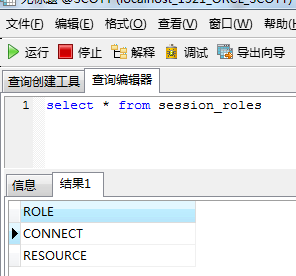 无标题 @SCOTT (localhost_1521_ORCL_SCOTT)
文件(F) 编辑(E) 格式(O) 查看(V) 窗口(W) 帮助(H)
运行 停止 解释 调试 导出向导
查询创建工具 查询编辑器
1 select * from session_roles
信息 结果1
ROLE
CONNECT
RESOURCE